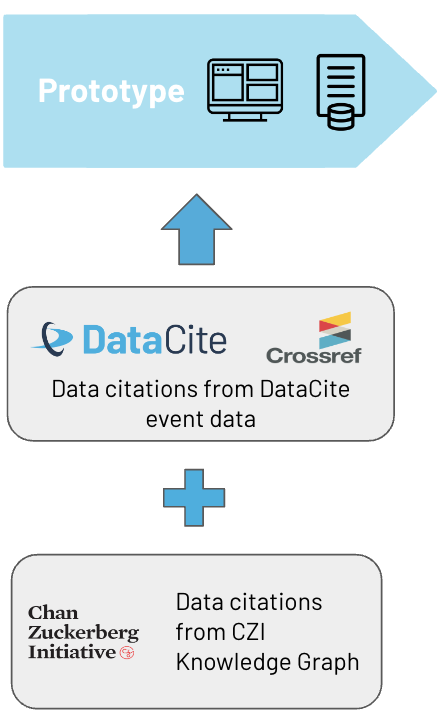 Prototype
DataCite
Crossref
Data citations from DataCite
event data
Chan
Zuckerberg
Initiative
Data citations
from CZI
Knowledge Graph